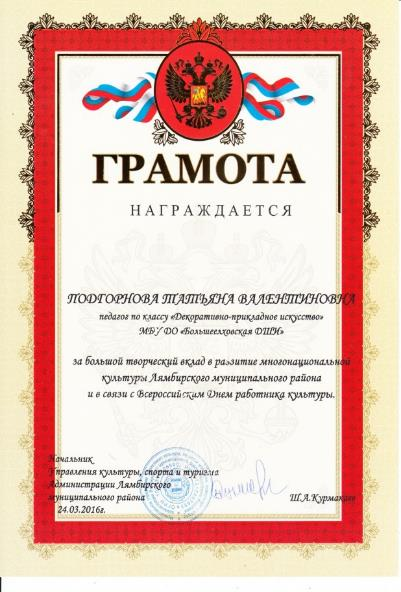 ГРАМОТА
НАГРАЖДАЕТСЯ
ПОДГОРНОВА ТАТЬЯНА ВАЛЕНТИНОВНА
педагог по классу «Декоративно-прикладное искусство»
МБУ ДО «Большеелховская ДШИ»
за большой творческий вклад в развитие многонациональной
культуры Лямбирского муниципального района
и в связи с Всероссийским Днем работника культуры.
Начальник
Управления культуры, спорта и туризма
Администрации Лямбирского
муниципального района Ш.А.Курмакаев
24.03.2016г.